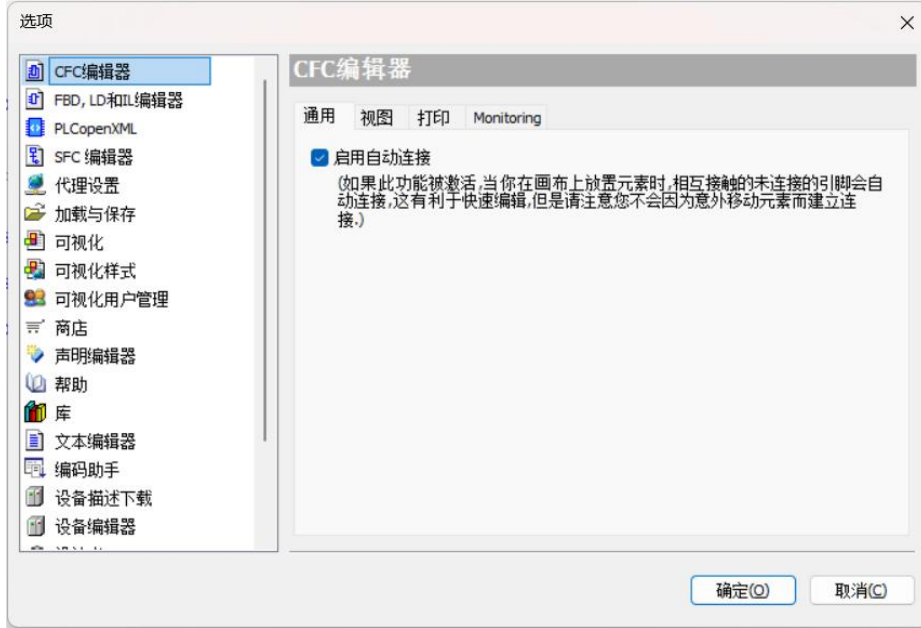 选项
CFC编辑器
FBD, LD和IL编辑器
PLCopenXML
SFC 编辑器
代理设置
加载与保存
可视化
可视化样式
可视化用户管理
商店
声明编辑器
帮助
库
文本编辑器
编码助手
设备描述下载
设备编辑器
CFC编辑器
通用 视图 打印 Monitoring
启用自动连接
(如果此功能被激活,当你在画布上放置元素时,相互接触的未连接的引脚会自
动连接,这有利于快速编辑,但是请注意您不会因为意外移动元素而建立连
接.)
确定(O) 取消(C)